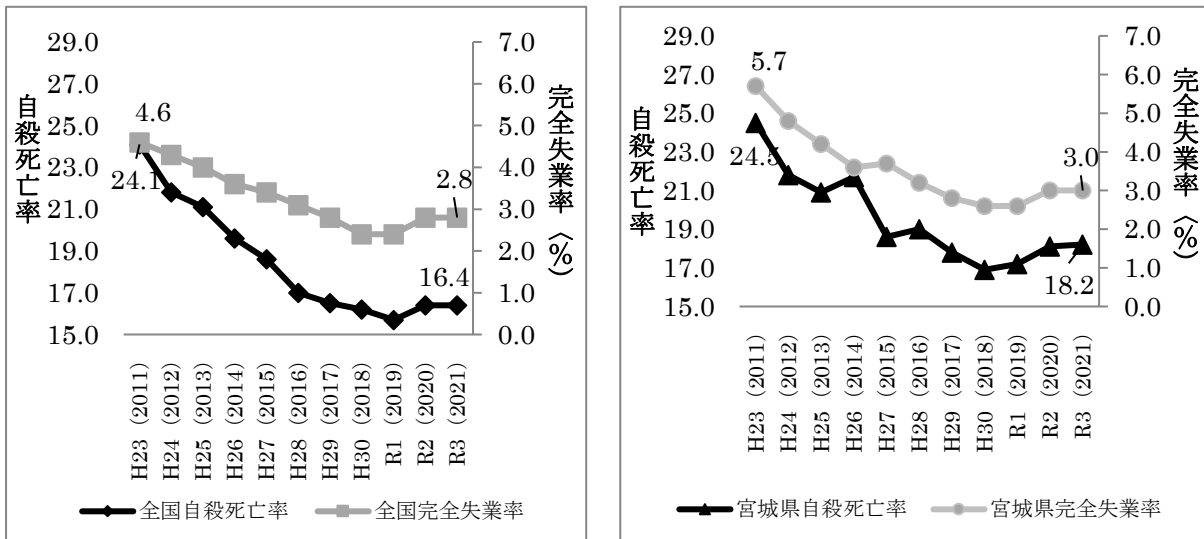 29.0
27.0
25.0
23.0
21.0
19.0
17.0
15.0
自殺死亡率
7.0
6.0
5.0
4.0
3.0
2.0
1.0
0.0
完全失業率（%）
4.6
24.1
2.8
16.4
H23（2011）
H24（2012）
H25（2013）
H26（2014）
H27（2015）
H28（2016）
H29（2017）
H30（2018）
R1（2019）
R2（2020）
R3（2021）
全国自殺死亡率
全国完全失業率
29.0
27.0
25.0
23.0
21.0
19.0
17.0
15.0
自殺死亡率
7.0
6.0
5.0
4.0
3.0
2.0
1.0
0.0
完全失業率（%）
5.7
24.5
3.0
18.2
H23（2011）
H24（2012）
H25（2013）
H26（2014）
H27（2015）
H28（2016）
H29（2017）
H30（2018）
R1（2019）
R2（2020）
R3（2021）
宮城県自殺死亡率
宮城県完全失業率